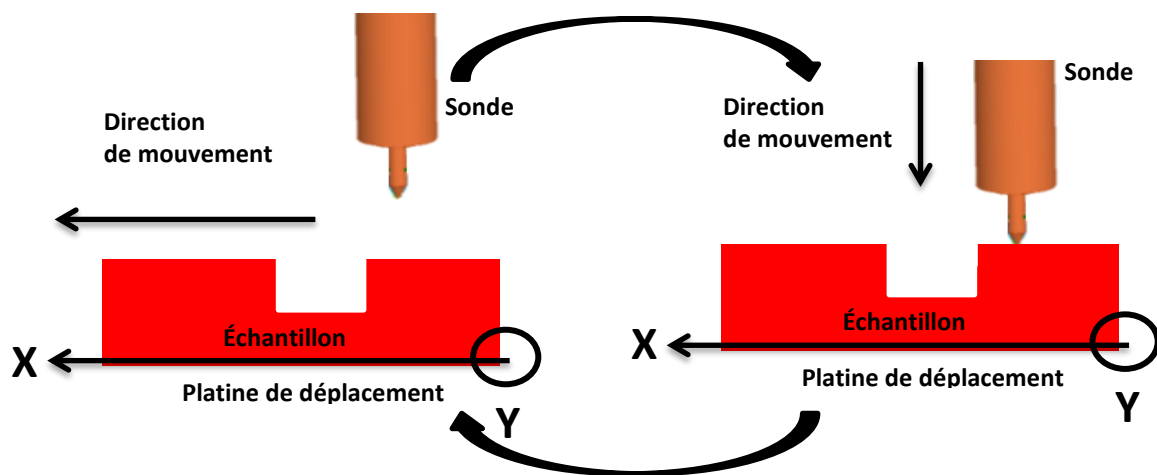 Sonde
Direction
de mouvement
Échantillon
X
Platine de déplacement
Y
Sonde
Direction
de mouvement
Échantillon
X
Platine de déplacement
Y